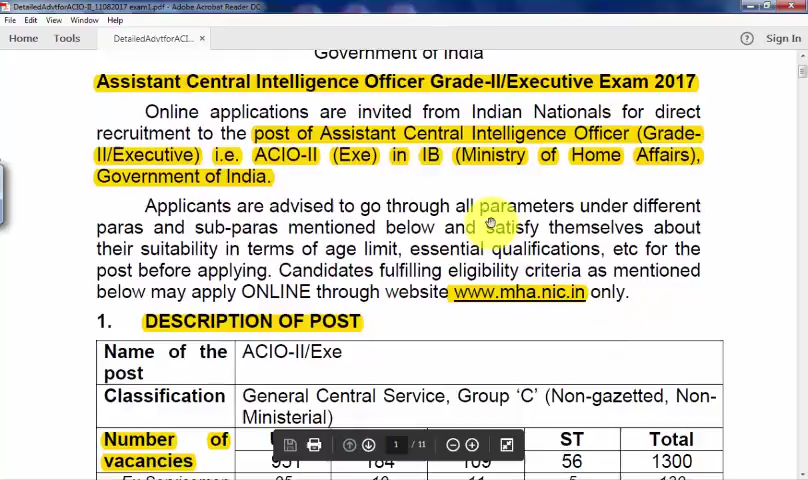 DetailedAdvtforACIO-II_11082017 exam1.pdf - Adobe Acrobat Reader DC
File Edit View Window Help
Home Tools DetailedAdvtforACI... × Sign In
Government of India
Assistant Central Intelligence Officer Grade-II/Executive Exam 2017
Online applications are invited from Indian Nationals for direct
recruitment to the post of Assistant Central Intelligence Officer (Grade-
II/Executive) i.e. ACIO-II (Exe) in IB (Ministry of Home Affairs),
Government of India.
Applicants are advised to go through all parameters under different
paras and sub-paras mentioned below and satisfy themselves about
their suitability in terms of age limit, essential qualifications, etc for the
post before applying. Candidates fulfilling eligibility criteria as mentioned
below may apply ONLINE through website www.mha.nic.in only.
1. DESCRIPTION OF POST
Name of the ACIO-II/Exe
post
Classification General Central Service, Group ‘C’ (Non-gazetted, Non-
Ministerial)
Number of ST Total
vacancies 951 184 109 56 1300
1 / 11